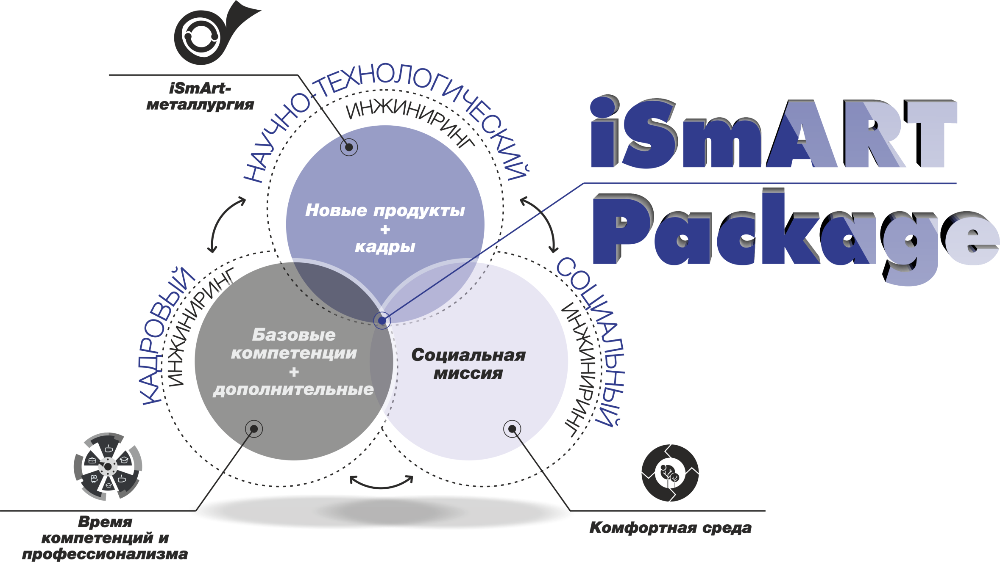 iSmArt-
металлургия
НАУЧНО-ТЕХНОЛОГИЧЕСКИЙ
ИНЖИНИРИНГ
iSmART
Package
Новые продукты
+
кадры
КАДРОВЫЙ
ИНЖИНИРИНГ
Базовые
компетенции
+
дополнительные
СОЦИАЛЬНЫЙ
ИНЖИНИРИНГ
Социальная
миссия
Время
компетенций и
профессионализма
Комфортная среда